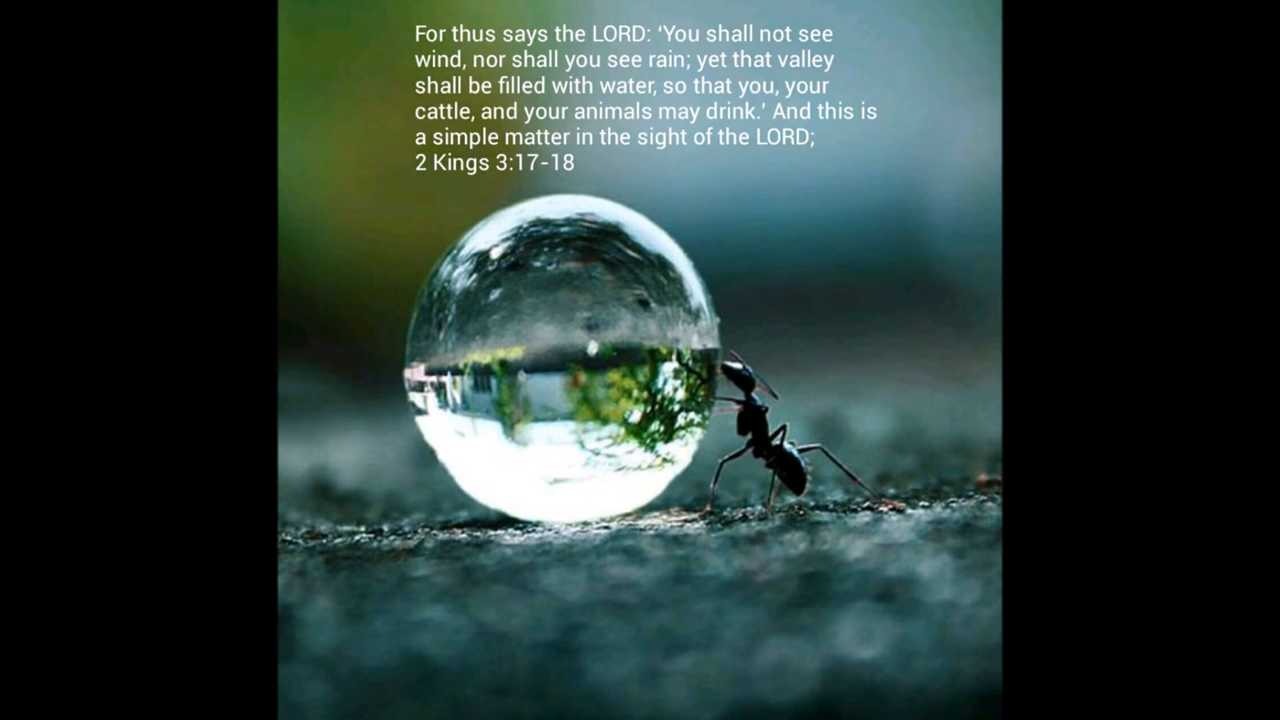 For thus says the LORD: ‘You shall not see
wind, nor shall you see rain; yet that valley
shall be filled with water, so that you, your
cattle, and your animals may drink.’ And this is
a simple matter in the sight of the LORD;
2 Kings 3:17-18